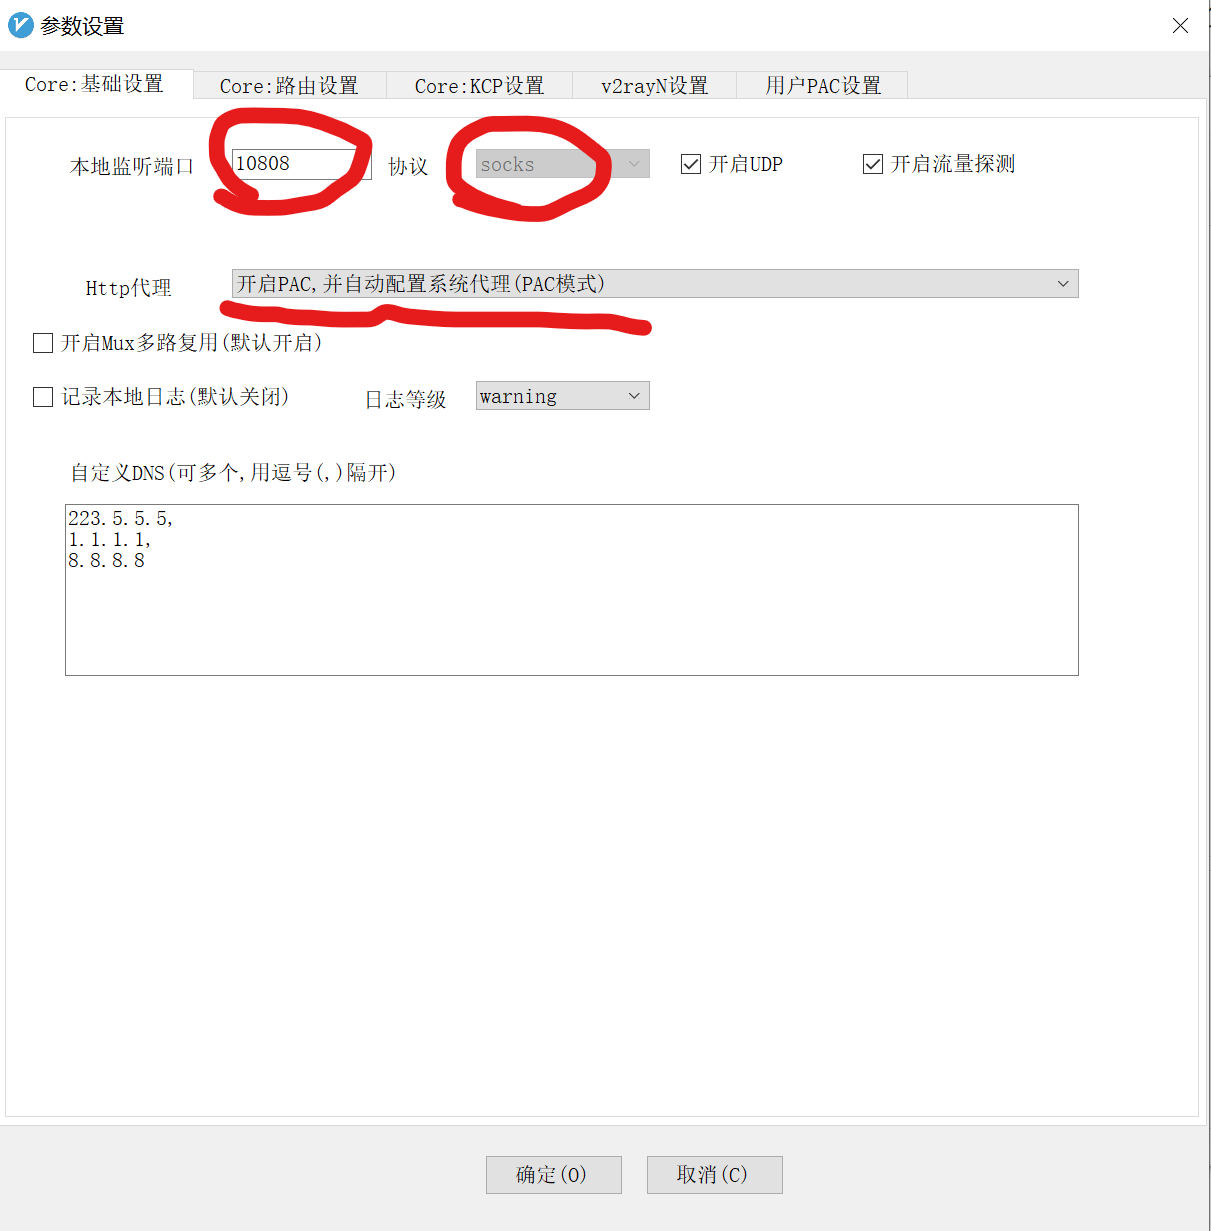 参数设置
Core:基础设置 Core:路由设置 Core:KCP设置 v2rayN设置 用户PAC设置
本地监听端口 10808 协议 socks 开启UDP 开启流量探测
Http代理 开启PAC,并自动配置系统代理(PAC模式)
开启Mux多路复用(默认开启)
记录本地日志(默认关闭) 日志等级 warning
自定义DNS(可多个,用逗号(,)隔开)
223.5.5.5,
1.1.1.1,
8.8.8.8
确定(O) 取消(C)